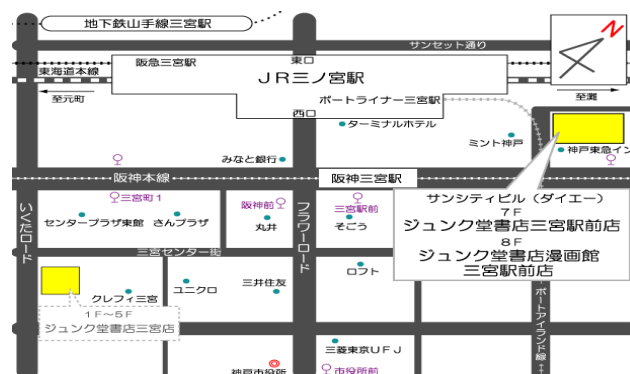 地下鉄山手線三宮駅
N
サンセット通り
阪急三宮駅
東口
東海道本線
JR三ノ宮駅
至元町
至灘
ポートライナー三宮駅
西口
ターミナルホテル
ミント神戸
神戸東急イン
みなと銀行
阪神本線
阪神三宮駅
三宮町1
阪神前
三宮駅前
いくたロード
フラワーロード
センタープラザ東館
さんプラザ
丸井
そごう
サンシティビル(ダイエー)
7F
ジュンク堂書店三宮駅前店
8F
ジュンク堂書店漫画館
三宮駅前店
三宮センター街
ロフト
クレフィ三宮
ユニクロ
三井住友
1F~5F
ジュンク堂書店三宮店
ポートアイランド線
三菱東京UFJ
神戸市役所
市役所前